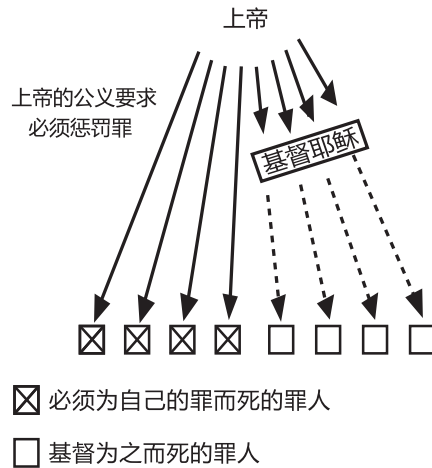 上帝
上帝的公义要求
必须惩罚罪
基督耶稣
必须为自己的罪而死的罪人
基督为之而死的罪人